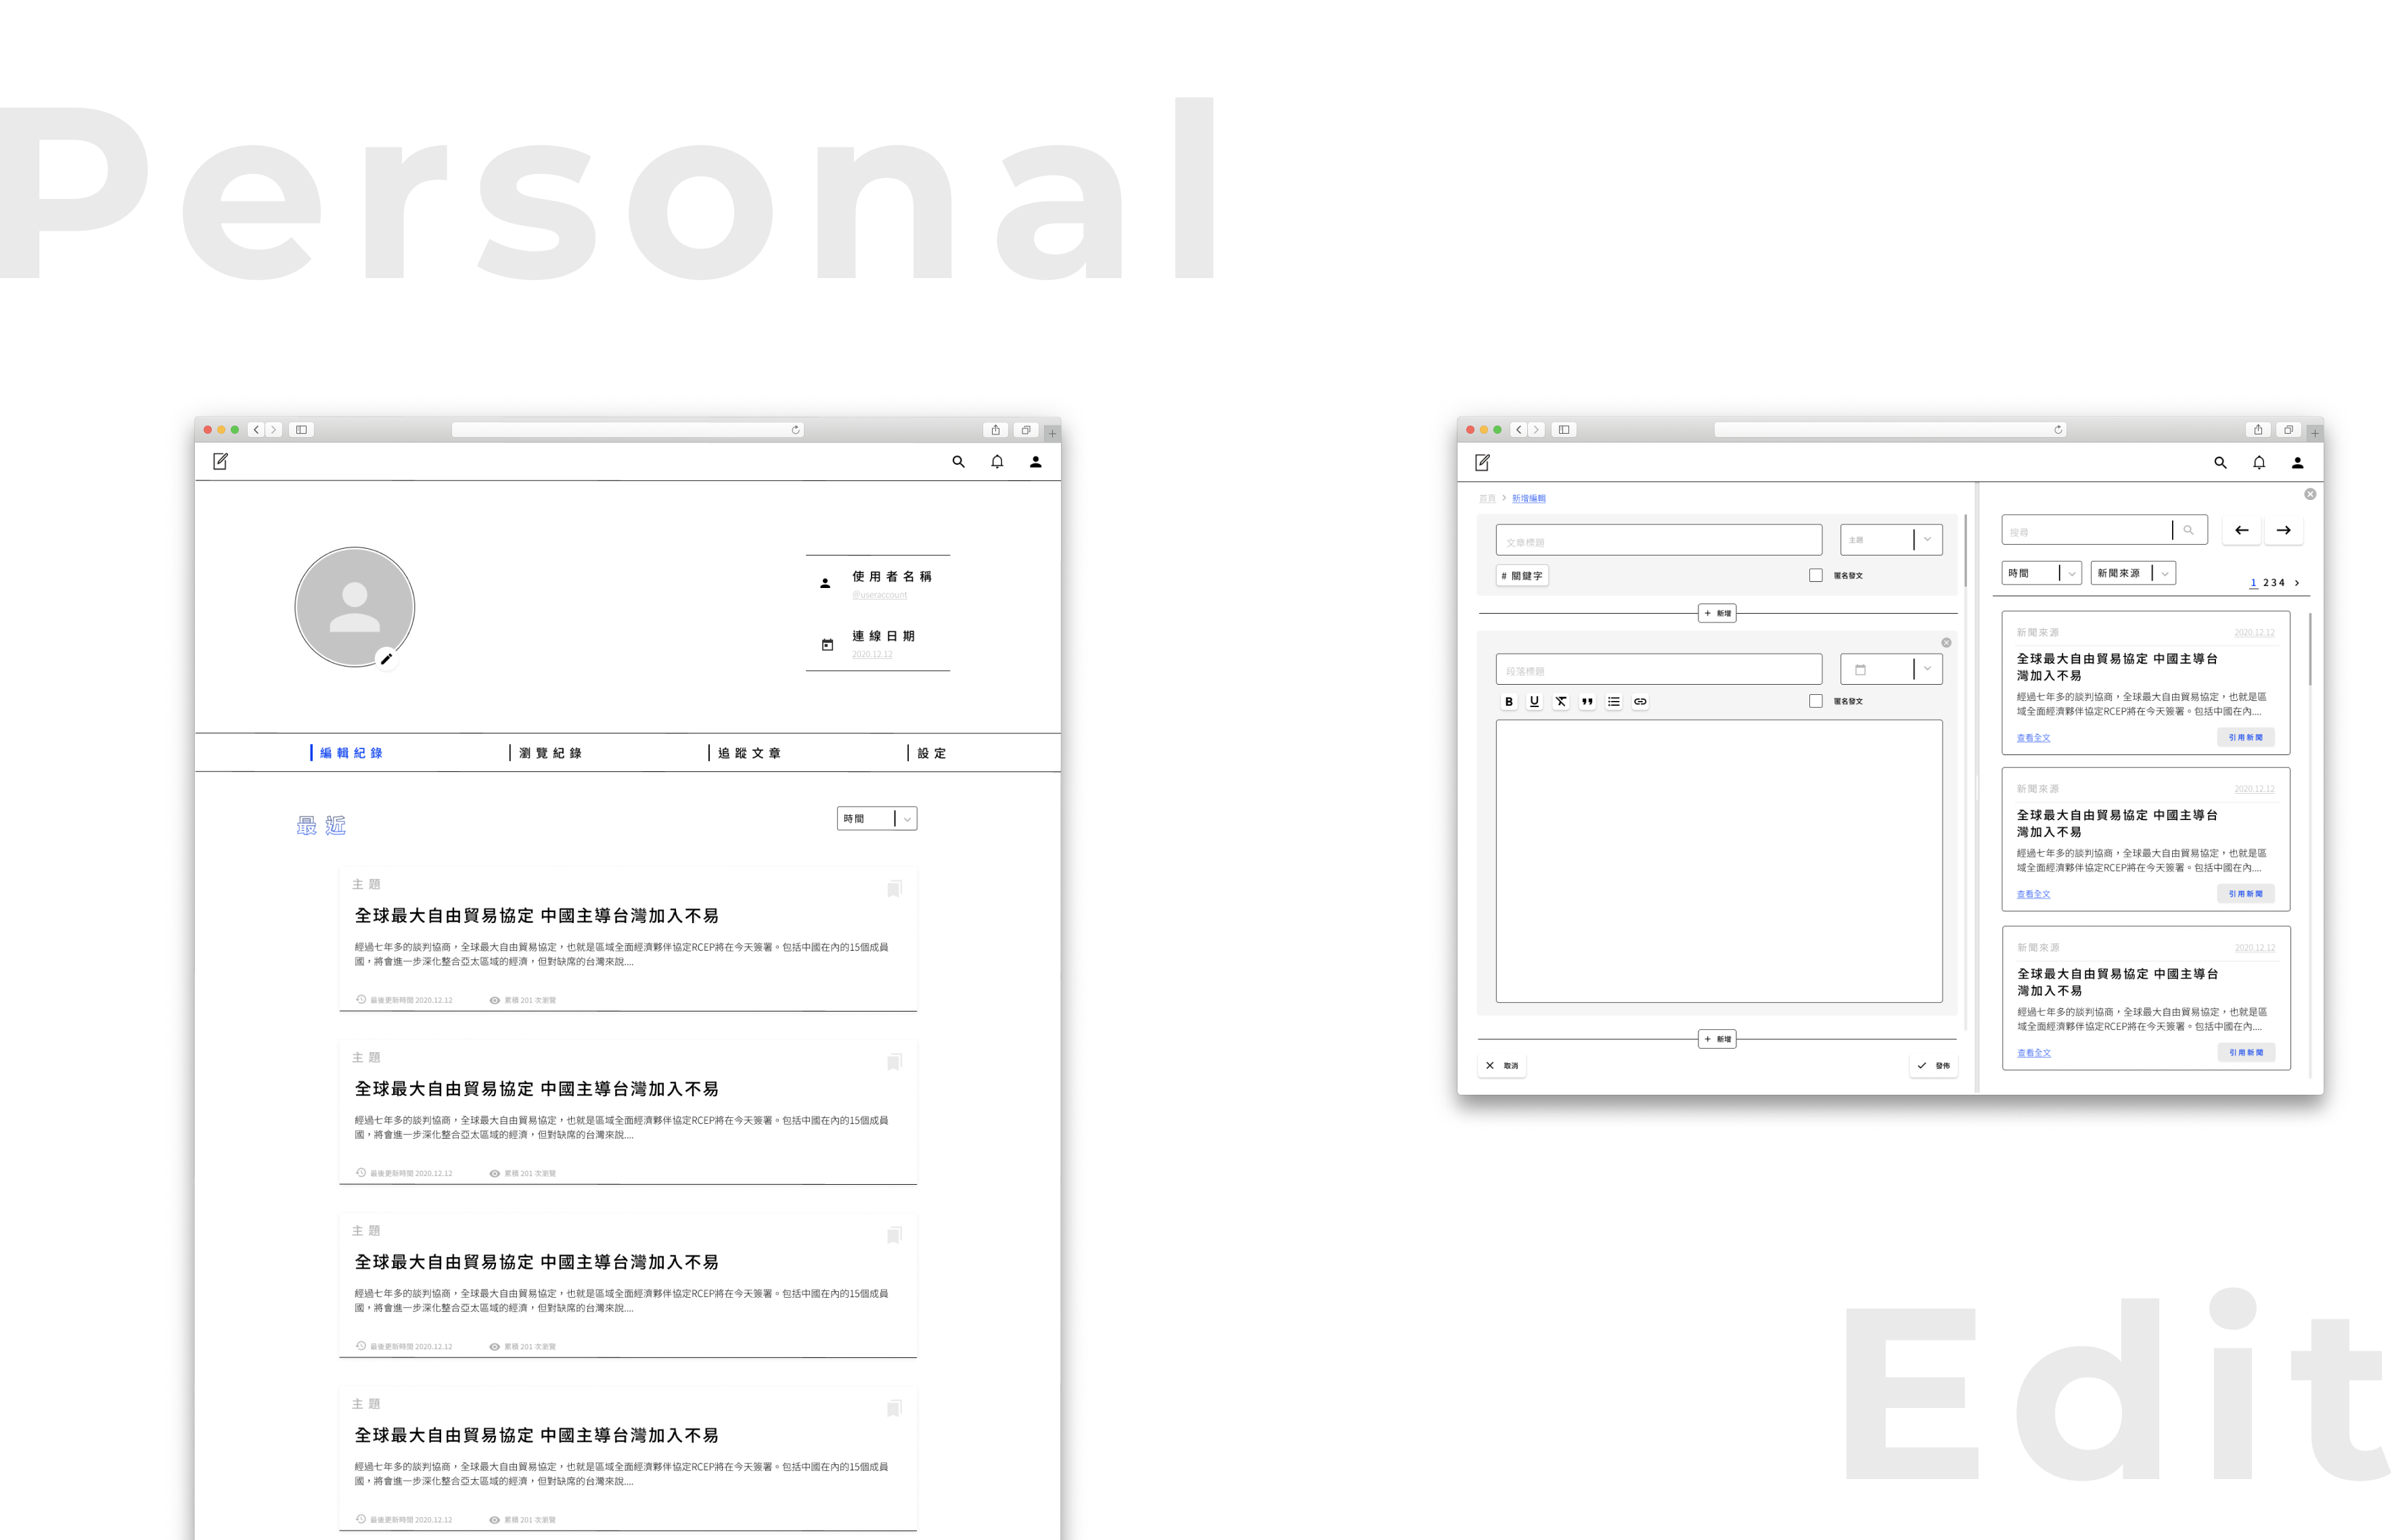 Personal
使用者名稱
@useraccount
連線日期
2020.12.12
編輯紀錄
瀏覽紀錄
追蹤文章
設定
最近
時間
主題
全球最大自由貿易協定 中國主導台灣加入不易
經過七年多的談判協商，全球最大自由貿易協定，也就是區域全面經濟夥伴協定RCEP將在今天簽署。包括中國在內的15個成員
國，將會進一步深化整合亞太區域的經濟，但對缺席的台灣來說....
最後更新時間 2020.12.12
累積 201 次瀏覽
主題
全球最大自由貿易協定 中國主導台灣加入不易
經過七年多的談判協商，全球最大自由貿易協定，也就是區域全面經濟夥伴協定RCEP將在今天簽署。包括中國在內的15個成員
國，將會進一步深化整合亞太區域的經濟，但對缺席的台灣來說....
最後更新時間 2020.12.12
累積 201 次瀏覽
主題
全球最大自由貿易協定 中國主導台灣加入不易
經過七年多的談判協商，全球最大自由貿易協定，也就是區域全面經濟夥伴協定RCEP將在今天簽署。包括中國在內的15個成員
國，將會進一步深化整合亞太區域的經濟，但對缺席的台灣來說....
最後更新時間 2020.12.12
累積 201 次瀏覽
主題
全球最大自由貿易協定 中國主導台灣加入不易
經過七年多的談判協商，全球最大自由貿易協定，也就是區域全面經濟夥伴協定RCEP將在今天簽署。包括中國在內的15個成員
國，將會進一步深化整合亞太區域的經濟，但對缺席的台灣來說....
最後更新時間 2020.12.12
累積 201 次瀏覽
首頁 > 新增編輯
文章標題
主題
# 關鍵字
匿名發文
+ 新增
段落標題
B U
匿名發文
+ 新增
取消
發佈
搜尋
時間
新聞來源
1 2 3 4 >
新聞來源
2020.12.12
全球最大自由貿易協定 中國主導台
灣加入不易
經過七年多的談判協商，全球最大自由貿易協定，也就是區
域全面經濟夥伴協定RCEP將在今天簽署。包括中國在內....
查看全文
引用新聞
新聞來源
2020.12.12
全球最大自由貿易協定 中國主導台
灣加入不易
經過七年多的談判協商，全球最大自由貿易協定，也就是區
域全面經濟夥伴協定RCEP將在今天簽署。包括中國在內....
查看全文
引用新聞
新聞來源
2020.12.12
全球最大自由貿易協定 中國主導台
灣加入不易
經過七年多的談判協商，全球最大自由貿易協定，也就是區
域全面經濟夥伴協定RCEP將在今天簽署。包括中國在內....
查看全文
引用新聞
Edit